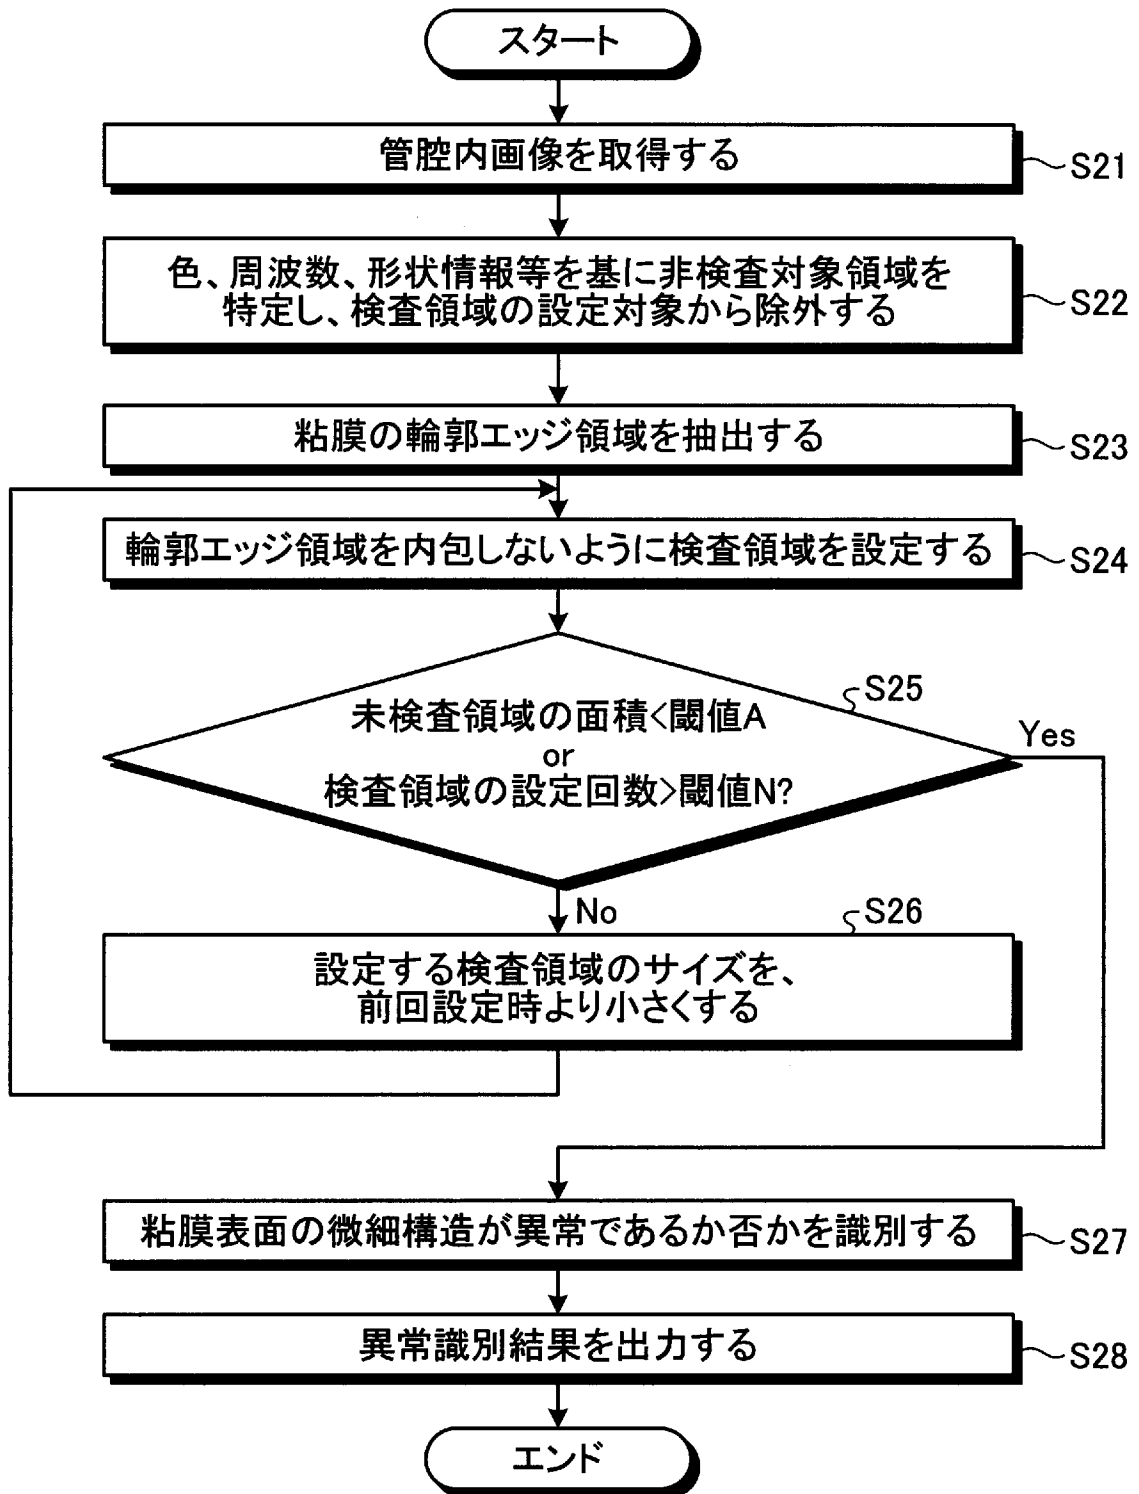 スタート
管腔内画像を取得する
S21
色、周波数、形状情報等を基に非検査対象領域を
特定し、検査領域の設定対象から除外する
S22
粘膜の輪郭エッジ領域を抽出する
S23
輪郭エッジ領域を内包しないように検査領域を設定する
S24
S25
未検査領域の面積<閾値A
or
検査領域の設定回数>閾値N?
Yes
No
S26
設定する検査領域のサイズを、
前回設定時より小さくする
粘膜表面の微細構造が異常であるか否かを識別する
S27
異常識別結果を出力する
S28
エンド